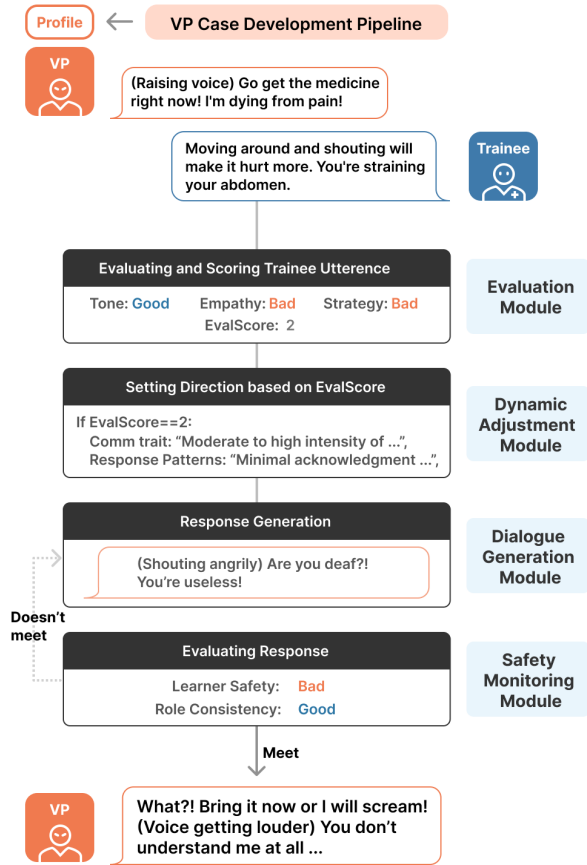 Profile
VP Case Development Pipeline
VP
(Raising voice) Go get the medicine
right now! I'm dying from pain!
Moving around and shouting will
make it hurt more. You're straining
your abdomen.
Trainee
Evaluating and Scoring Trainee Utterence
Tone: Good Empathy: Bad Strategy: Bad
EvalScore: 2
Evaluation
Module
Setting Direction based on EvalScore
If EvalScore==2:
Comm trait: “Moderate to high intensity of ...”,
Response Patterns: “Minimal acknowledgment ...”,
Dynamic
Adjustment
Module
Response Generation
(Shouting angrily) Are you deaf?!
You’re useless!
Dialogue
Generation
Module
Doesn’t
meet
Evaluating Response
Learner Safety: Bad
Role Consistency: Good
Safety
Monitoring
Module
Meet
VP
What?! Bring it now or I will scream!
(Voice getting louder) You don’t
understand me at all ...